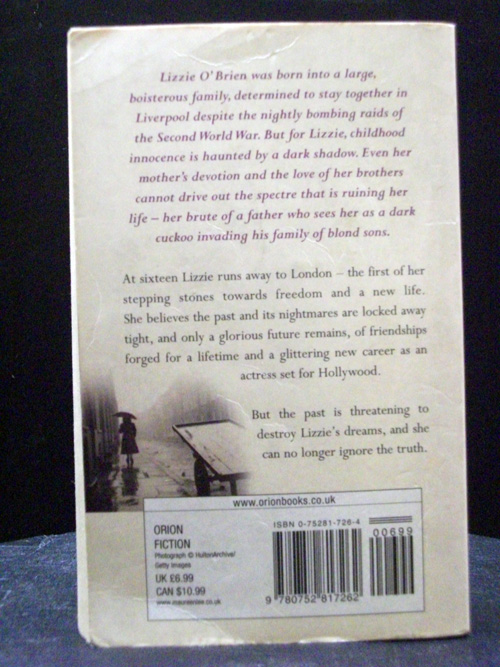 Lizzie O'Brien was born into a large,
boisterous family, determined to stay together in
Liverpool despite the nightly bombing raids of
the Second World War. But for Lizzie, childhood
innocence is haunted by a dark shadow. Even her
mother's devotion and the love of her brothers
cannot drive out the spectre that is ruining her
life – her brute of a father who sees her as a dark
cuckoo invading his family of blond sons.
At sixteen Lizzie runs away to London – the first of her
stepping stones towards freedom and a new life.
She believes the past and its nightmares are locked away
tight, and only a glorious future remains, of friendships
forged for a lifetime and a glittering new career as an
actress set for Hollywood.
But the past is threatening to
destroy Lizzie's dreams, and she
can no longer ignore the truth.
www.orionbooks.co.uk
ORION
FICTION
Photograph © HultonArchive/
Getty Images
UK £6.99
CAN $10.99
www.maureenlee.co.uk
ISBN 0-75281-726-4
00699
9 780752 817262